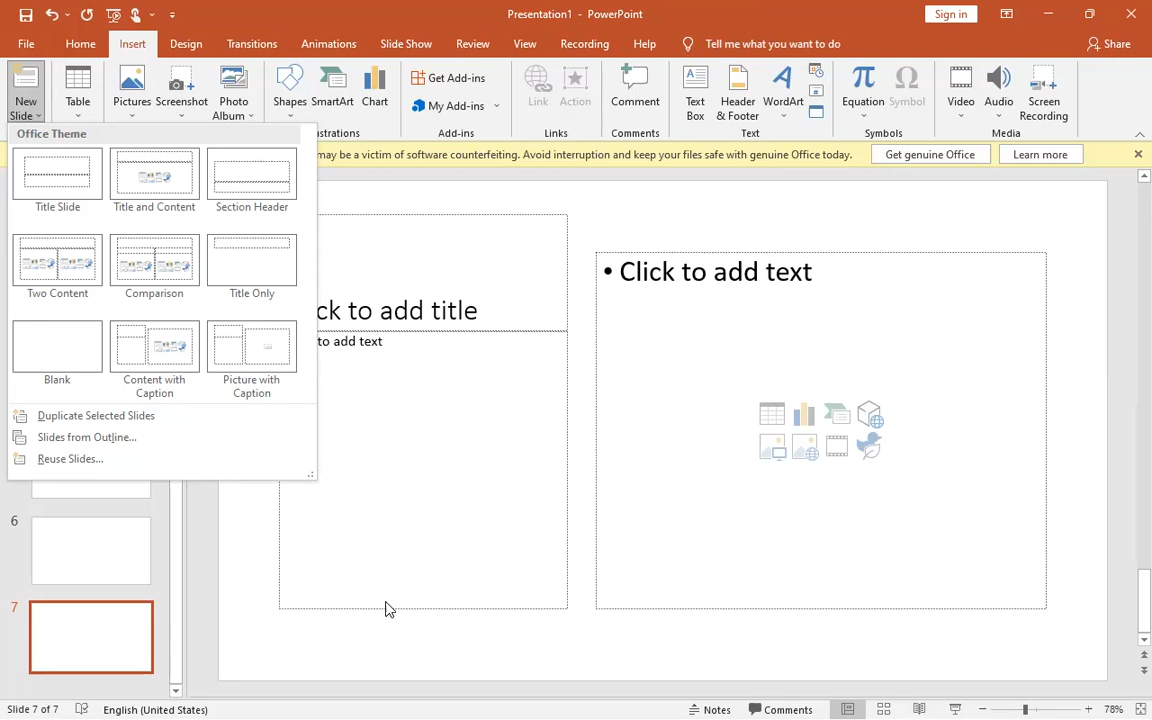 Presentation1 - PowerPoint
Sign in
File Home Insert Design Transitions Animations Slide Show Review View Recording Help Tell me what you want to do Share
New Slide
Table
Pictures
Screenshot
Photo Album
Shapes
SmartArt
Chart
Get Add-ins
My Add-ins
Link
Action
Comment
Text Box
Header & Footer
WordArt
Equation
Symbol
Video
Audio
Screen Recording
Add-ins
Links
Comments
Text
Symbols
Media
may be a victim of software counterfeiting. Avoid interruption and keep your files safe with genuine Office today.
Get genuine Office
Learn more
Office Theme
Title Slide
Title and Content
Section Header
Two Content
Comparison
Title Only
Blank
Content with Caption
Picture with Caption
Duplicate Selected Slides
Slides from Outline...
Reuse Slides...
to add title
to add text
• Click to add text
6
7
Slide 7 of 7
English (United States)
Notes
Comments
78%